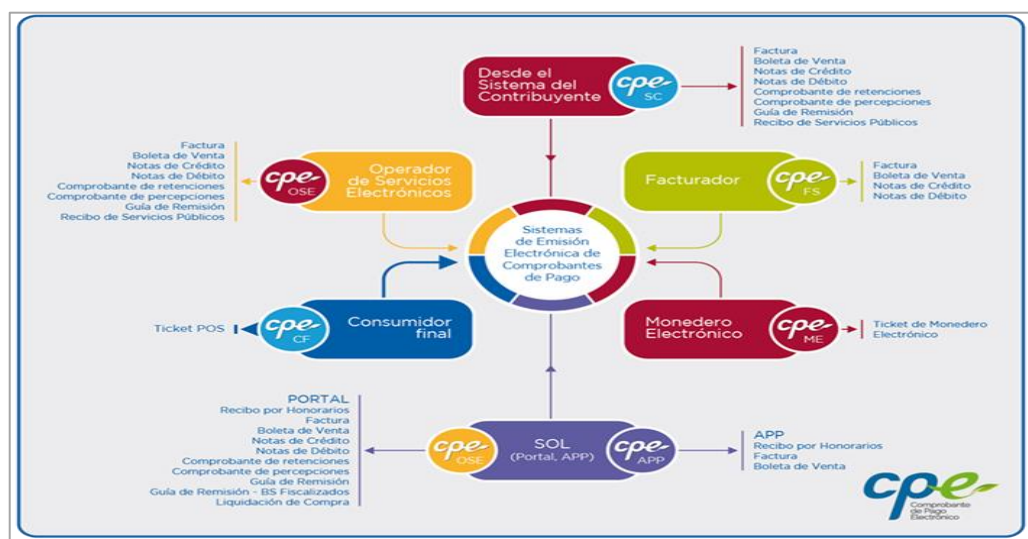 Desde el
Sistema del
Contribuyente
cpe
SC
Factura
Boleta de Venta
Notas de Crédito
Notas de Débito
Comprobante de retenciones
Comprobante de percepciones
Guía de Remisión
Recibo de Servicios Públicos
Factura
Boleta de Venta
Notas de Crédito
Notas de Débito
Comprobante de retenciones
Comprobante de percepciones
Guía de Remisión
Recibo de Servicios Públicos
cpe
OSE
Operador
de Servicios
Electrónicos
Facturador
cpe
FS
Factura
Boleta de Venta
Notas de Crédito
Notas de Débito
Sistemas
de Emisión
Electrónica de
Comprobantes
de Pago
Ticket POS
cpe
CF
Consumidor
final
Monedero
Electrónico
cpe
ME
Ticket de Monedero
Electrónico
PORTAL
Recibo por Honorarios
Factura
Boleta de Venta
Notas de Crédito
Notas de Débito
Comprobante de retenciones
Comprobante de percepciones
Guía de Remisión
Guía de Remisión - BS Fiscalizados
Liquidación de Compra
cpe
OSE
SOL
(Portal, APP)
cpe
APP
APP
Recibo por Honorarios
Factura
Boleta de Venta
cpe
Comprobante
de Pago
Electrónico